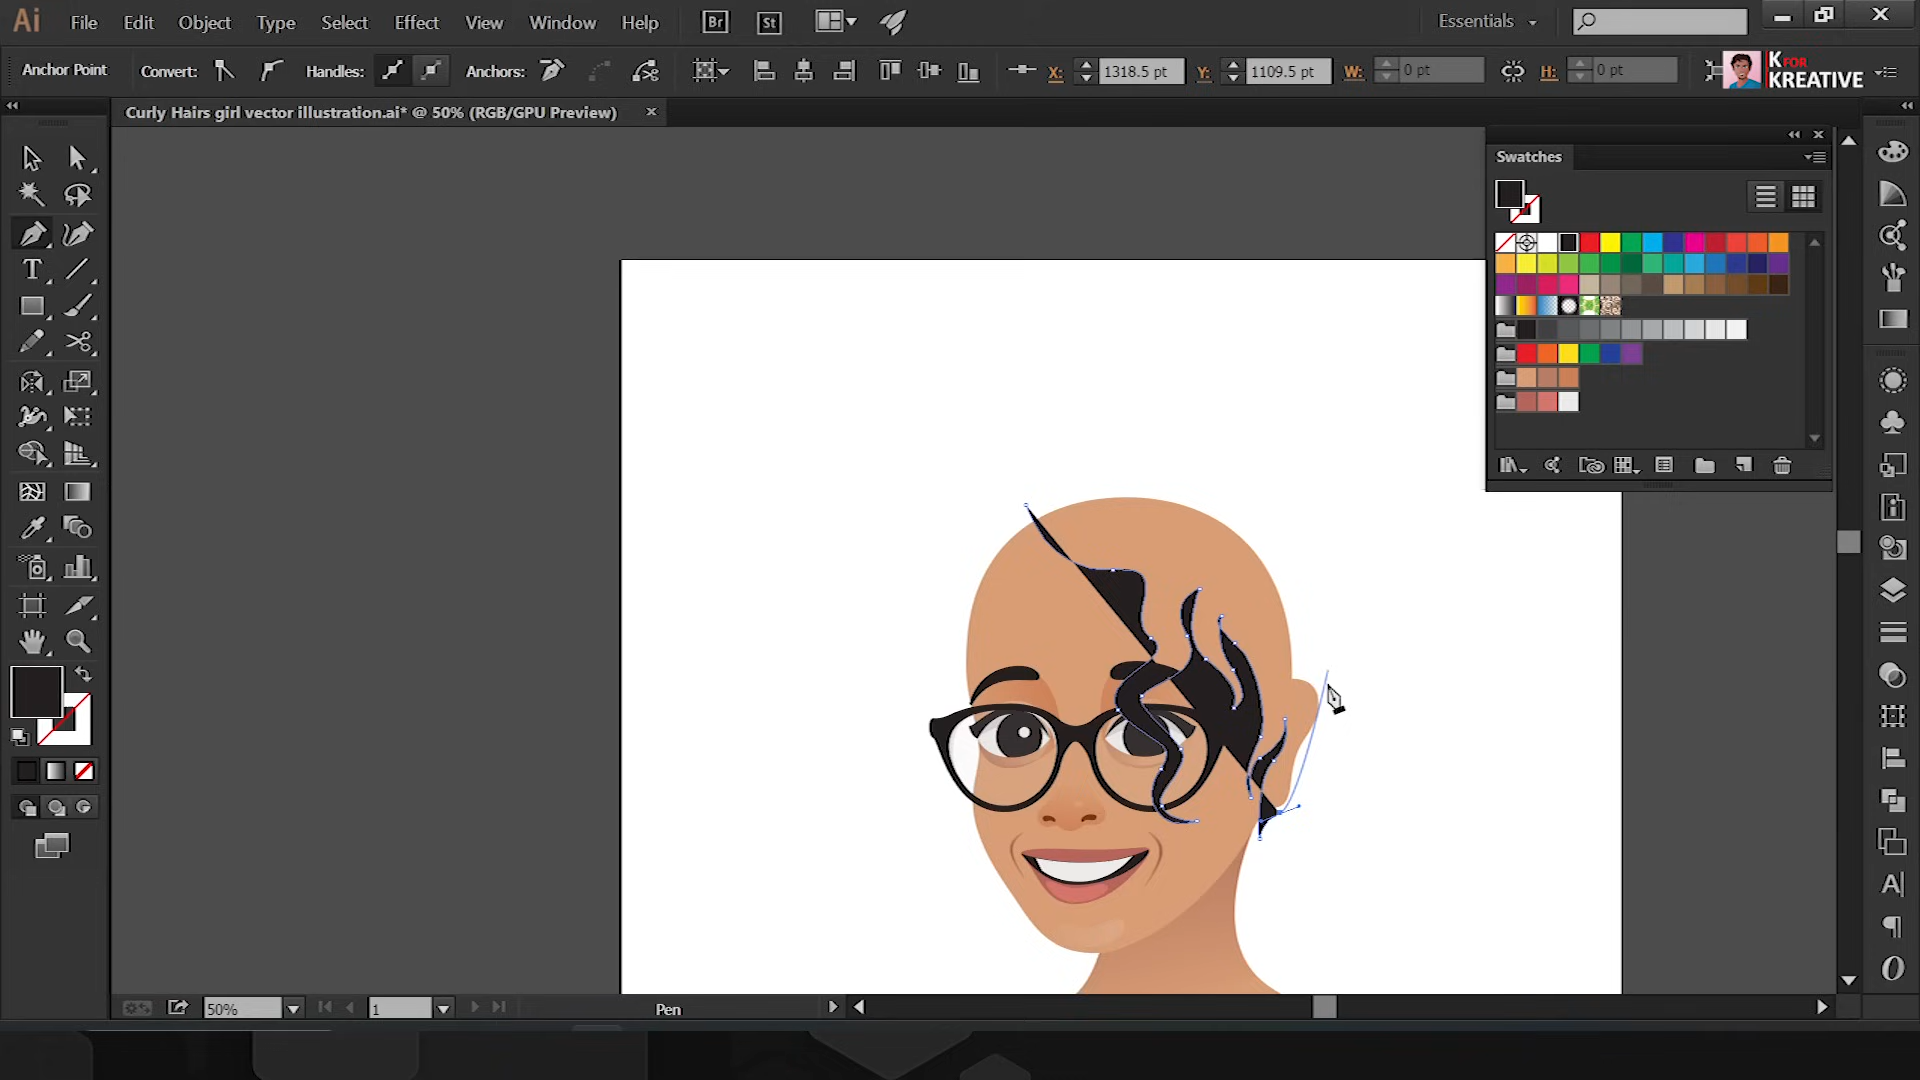 Ai File Edit Object Type Select Effect View Window Help Br St Essentials
Anchor Point Convert: Handles: Anchors: X: 1318.5 pt Y: 1109.5 pt W: 0 pt H: 0 pt K FOR KREATIVE
Curly Hairs girl vector illustration.ai* @ 50% (RGB/GPU Preview)
Swatches
50% 1 Pen